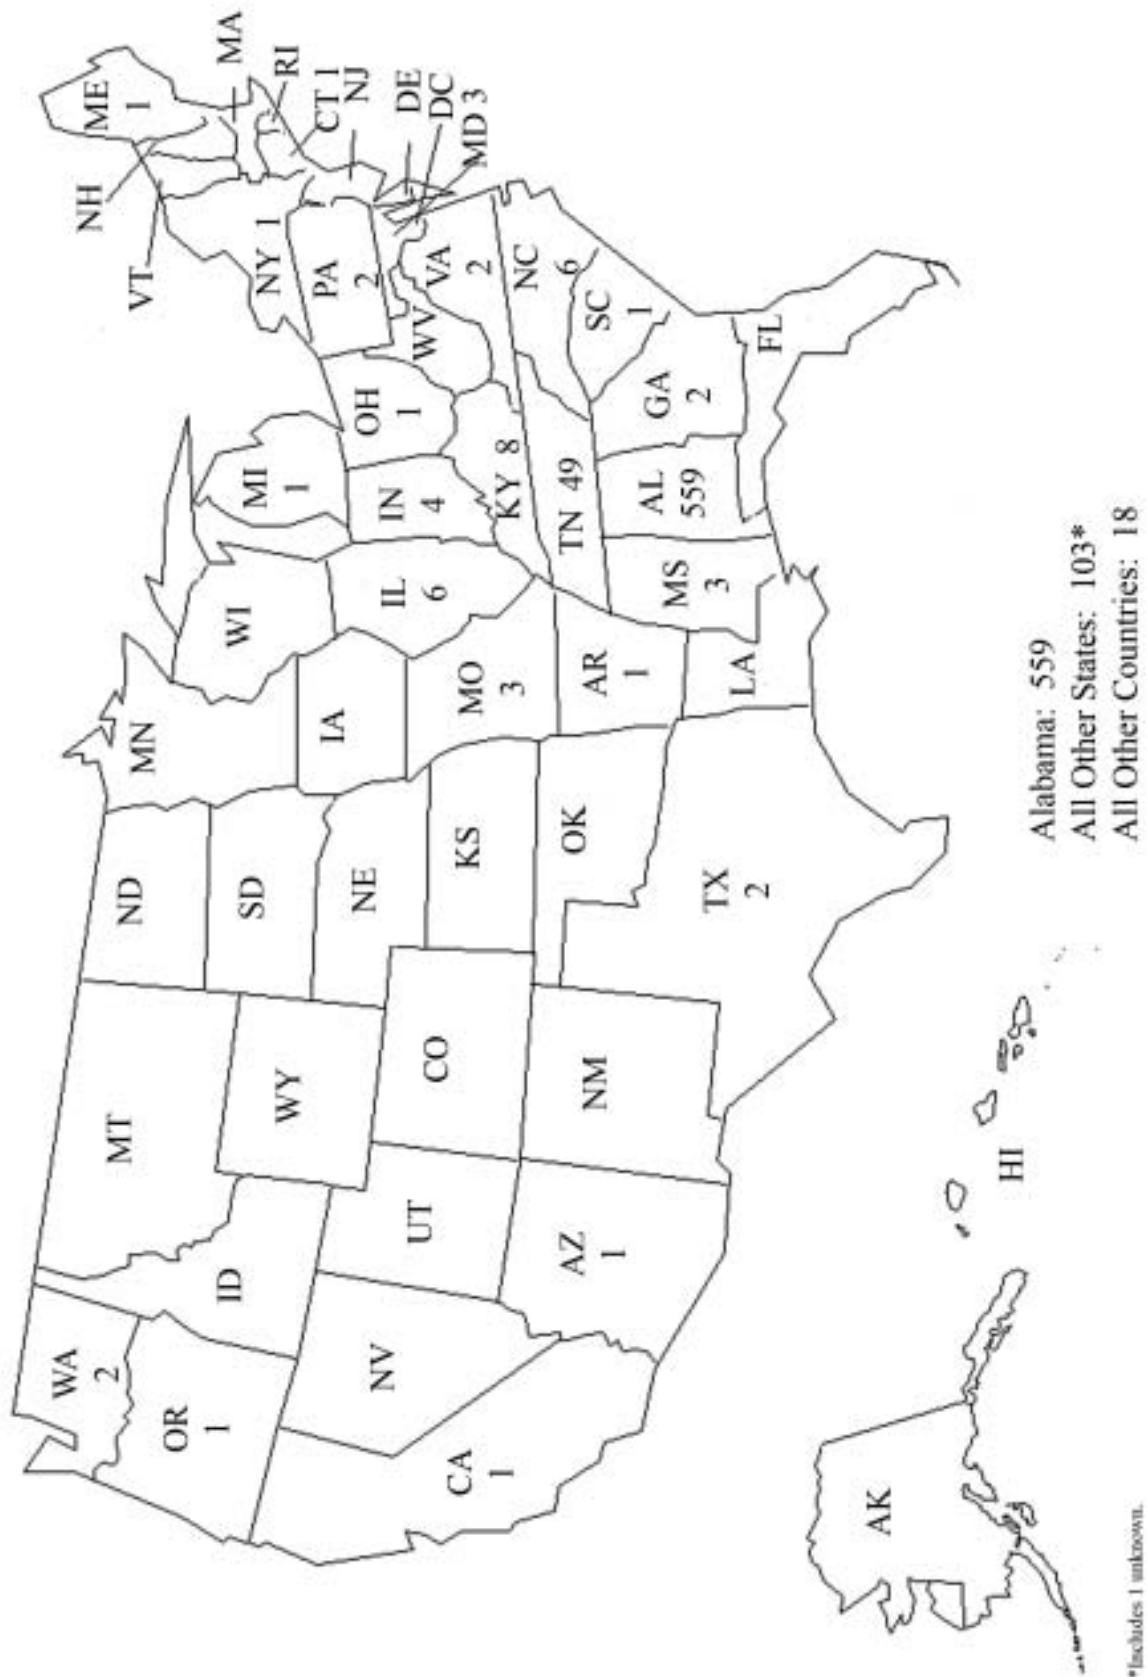 WA
2
OR
1
CA
1
NV
ID
MT
WY
UT
AZ
1
CO
NM
ND
SD
NE
KS
OK
TX
2
MN
IA
MO
3
AR
1
LA
WI
IL
6
MS
3
MI
1
IN
4
KY 8
TN 49
AL
559
OH
1
WV
GA
2
FL
SC
1
NC
6
VA
2
PA
2
NY 1
VT
NH
ME
1
MA
RI
CT 1
NJ
DE
DC
MD 3
AK
HI
Alabama: 559
All Other States: 103*
All Other Countries: 18
*Includes 1 unknown.